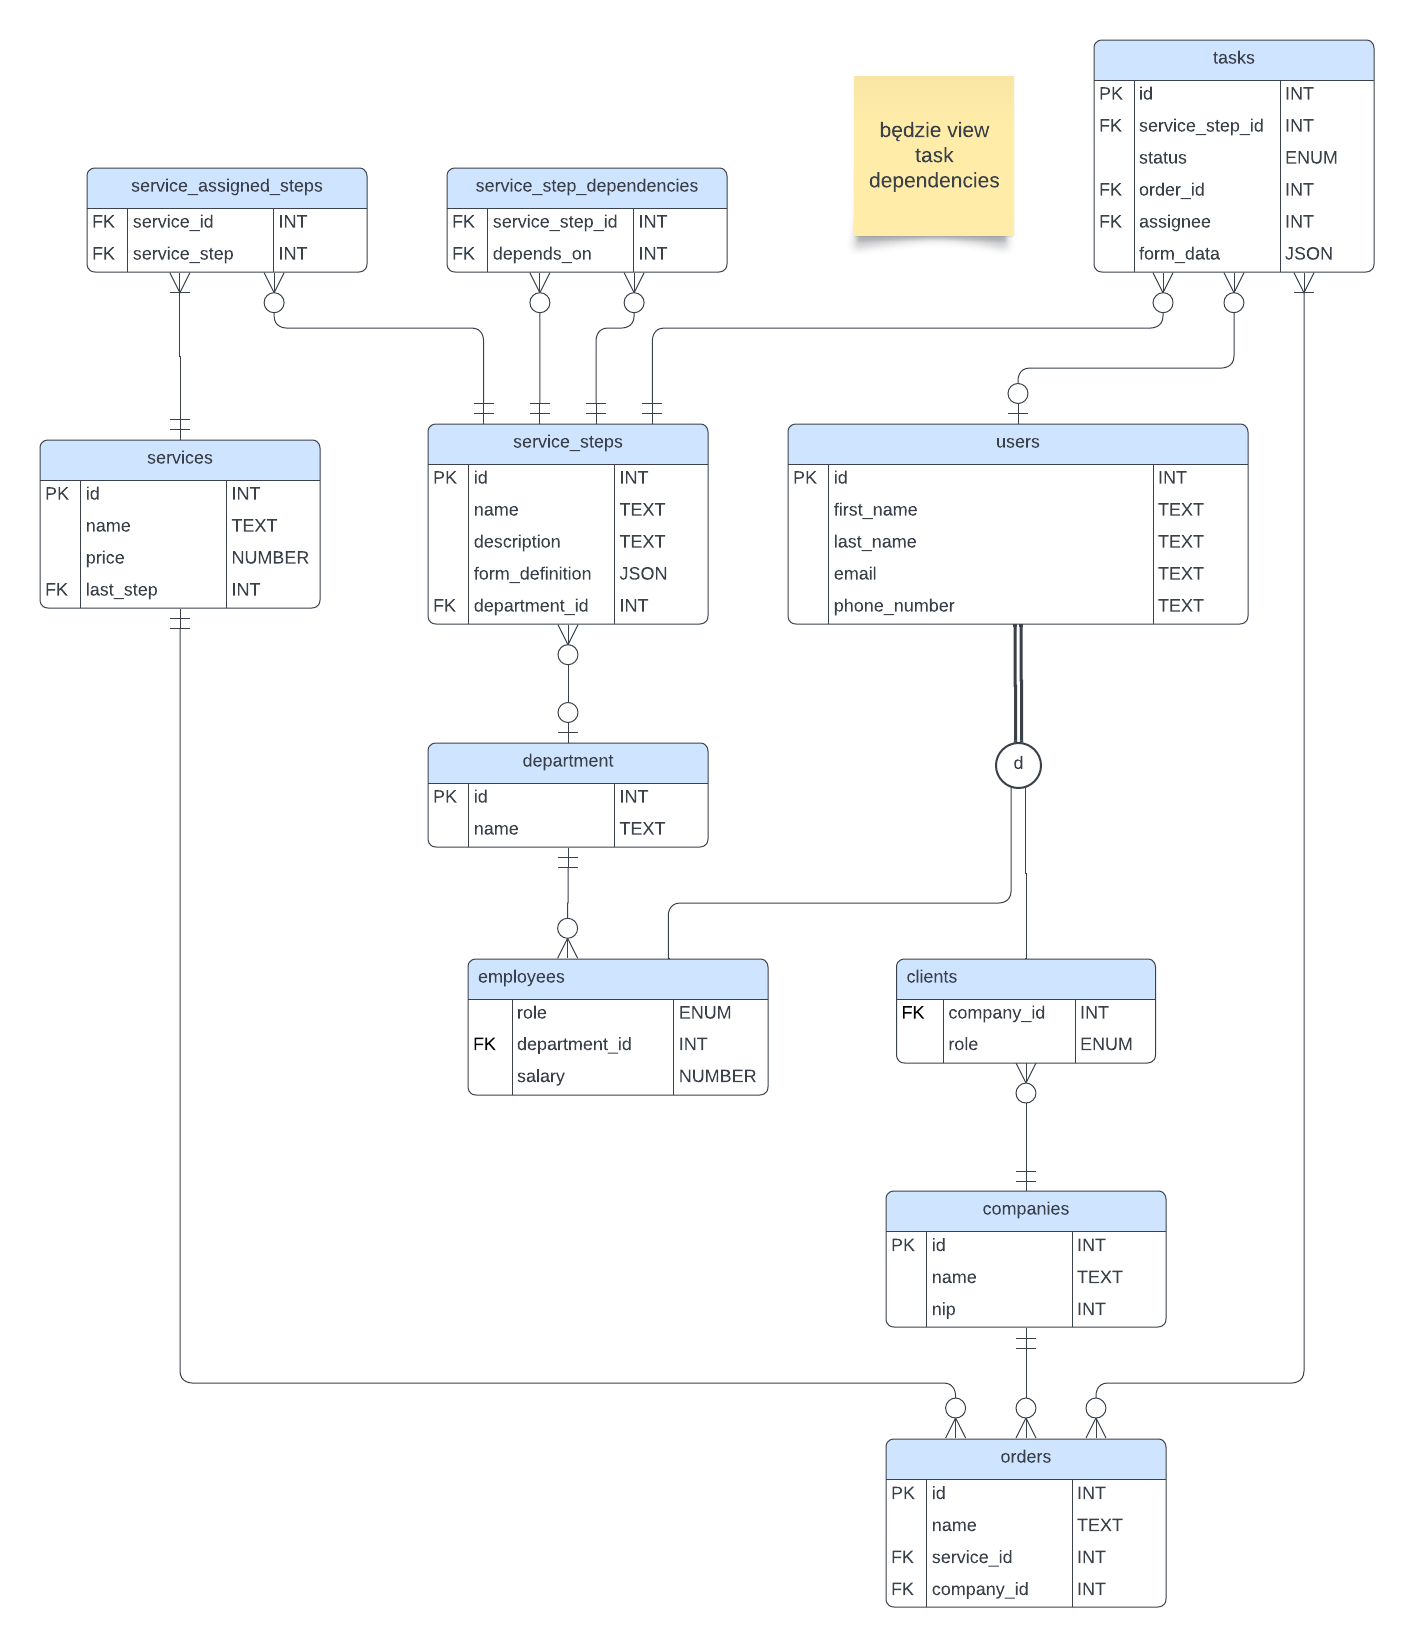 tasks
PK id INT
FK service_step_id INT
status ENUM
FK order_id INT
FK assignee INT
form_data JSON
będzie view
task
dependencies
service_assigned_steps
FK service_id INT
FK service_step INT
service_step_dependencies
FK service_step_id INT
FK depends_on INT
services
PK id INT
name TEXT
price NUMBER
FK last_step INT
service_steps
PK id INT
name TEXT
description TEXT
form_definition JSON
FK department_id INT
users
PK id INT
first_name TEXT
last_name TEXT
email TEXT
phone_number TEXT
department
PK id INT
name TEXT
d
employees
role ENUM
FK department_id INT
salary NUMBER
clients
FK company_id INT
role ENUM
companies
PK id INT
name TEXT
nip INT
orders
PK id INT
name TEXT
FK service_id INT
FK company_id INT